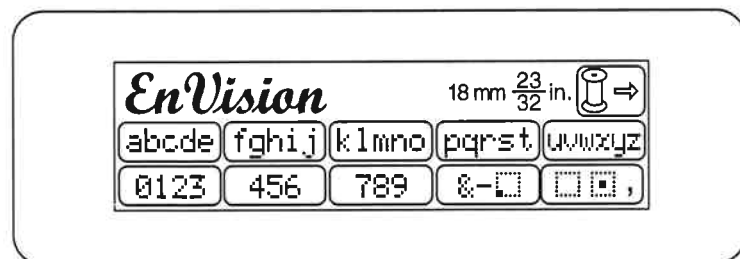 EnVision 18 mm 23/32 in.
abcde fghij klmno pqrst uvwxyz
0123 456 789 &-. . · ,